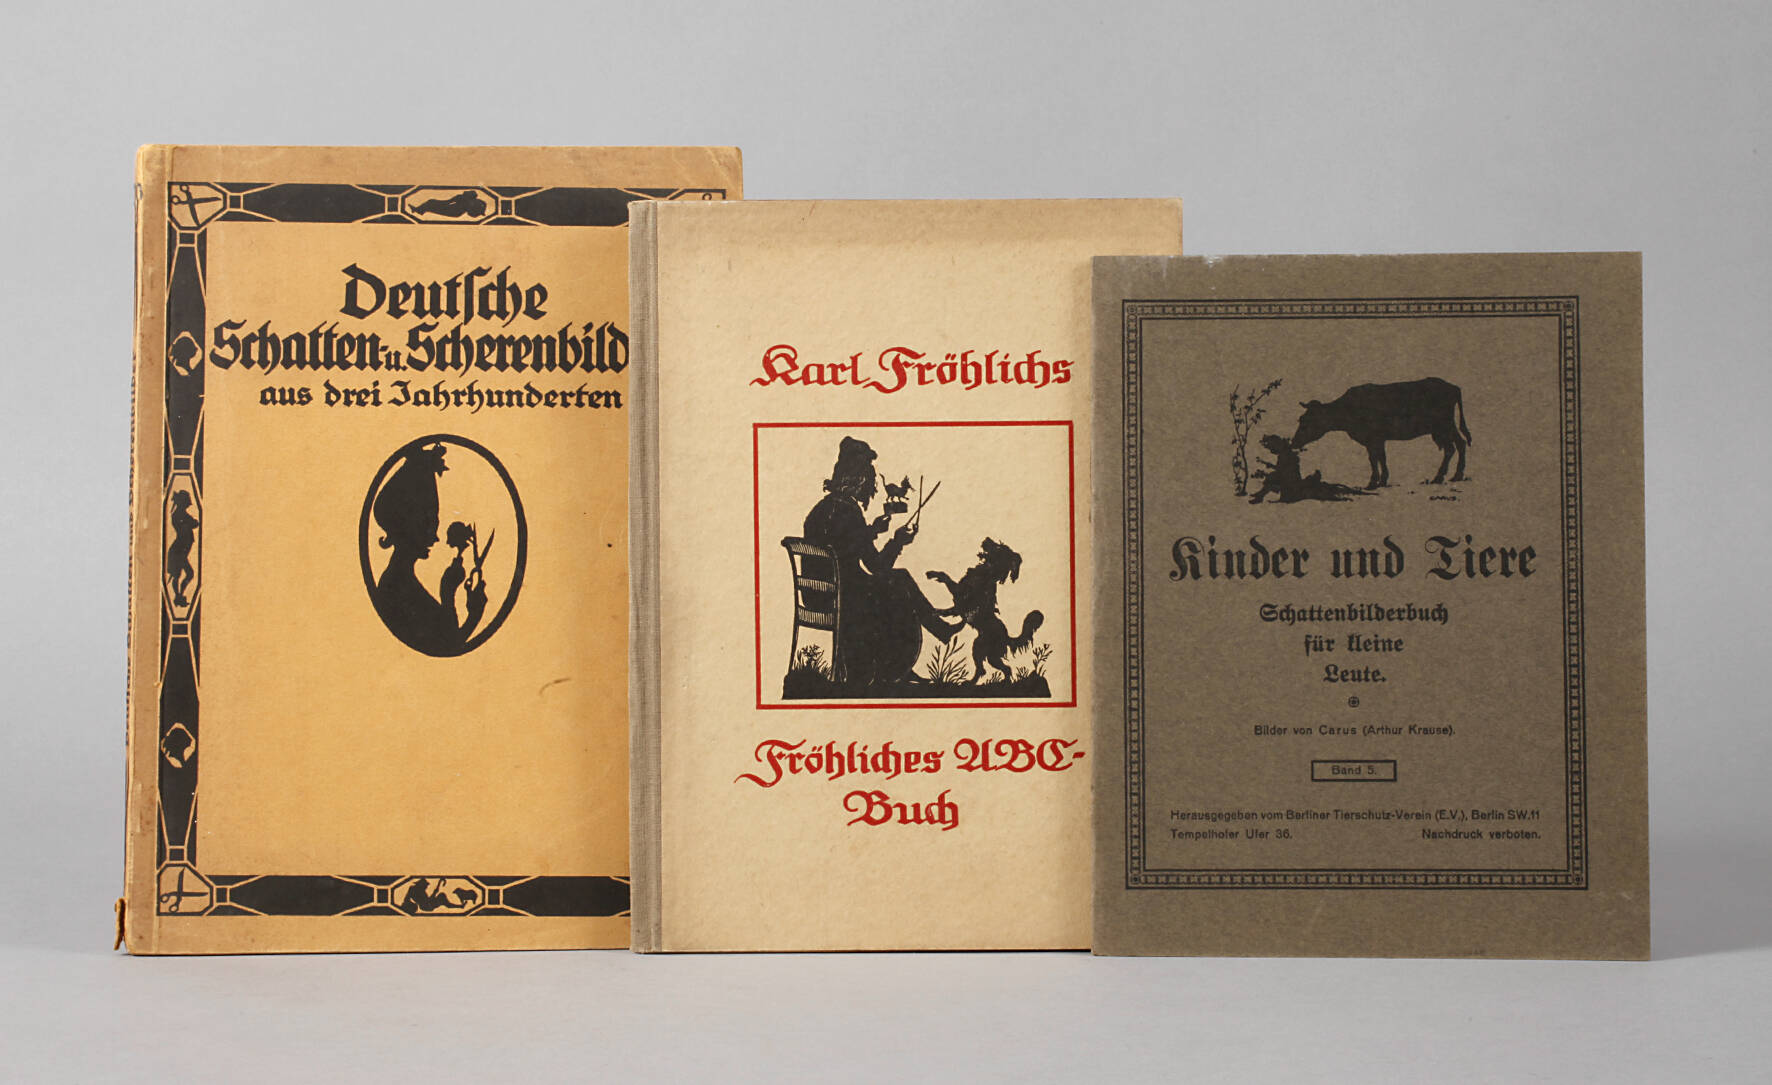 Deutsche
Schatten- u. Scherenbild
aus drei Jahrhunderten
Karl Fröhlichs
Fröhliches ABC-
Buch
CARUS.
Kinder und Tiere
Schattenbilderbuch
für kleine
Leute.
Bilder von Carus (Arthur Krause).
Band 5.
Herausgegeben vom Berliner Tierschutz-Verein (E.V.), Berlin SW.11
Tempelhofer Ufer 36. Nachdruck verboten.